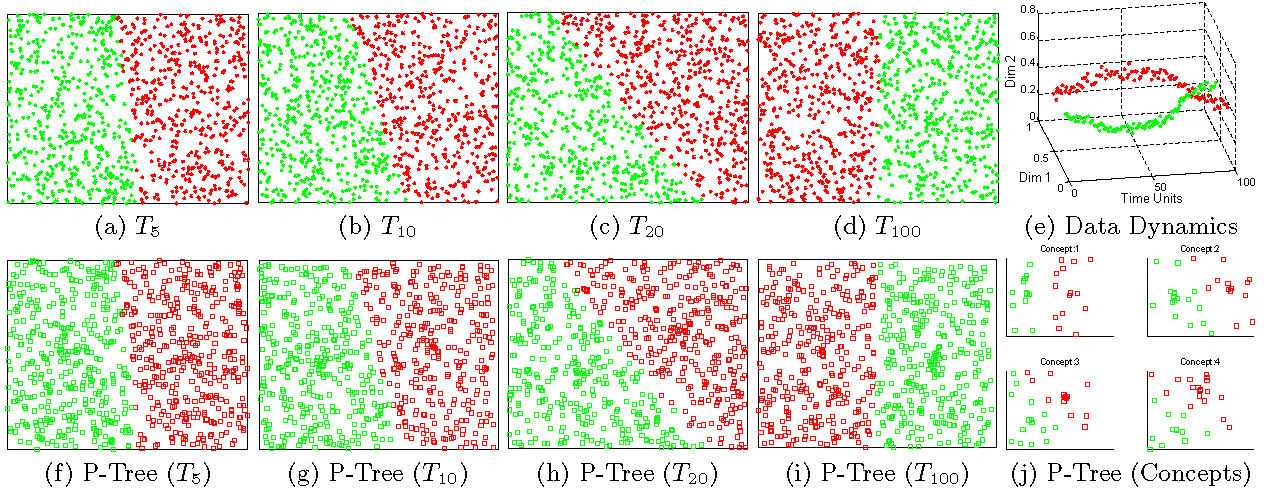 0.8
0.6
0.4
0.2
0
Dim 2
1
0.5
0
Dim 1
0
50
100
Time Units
(a) T5
(b) T10
(c) T20
(d) T100
(e) Data Dynamics
Concept:1
Concept:2
Concept:3
Concept:4
(f) P-Tree (T5)
(g) P-Tree (T10)
(h) P-Tree (T20)
(i) P-Tree (T100)
(j) P-Tree (Concepts)